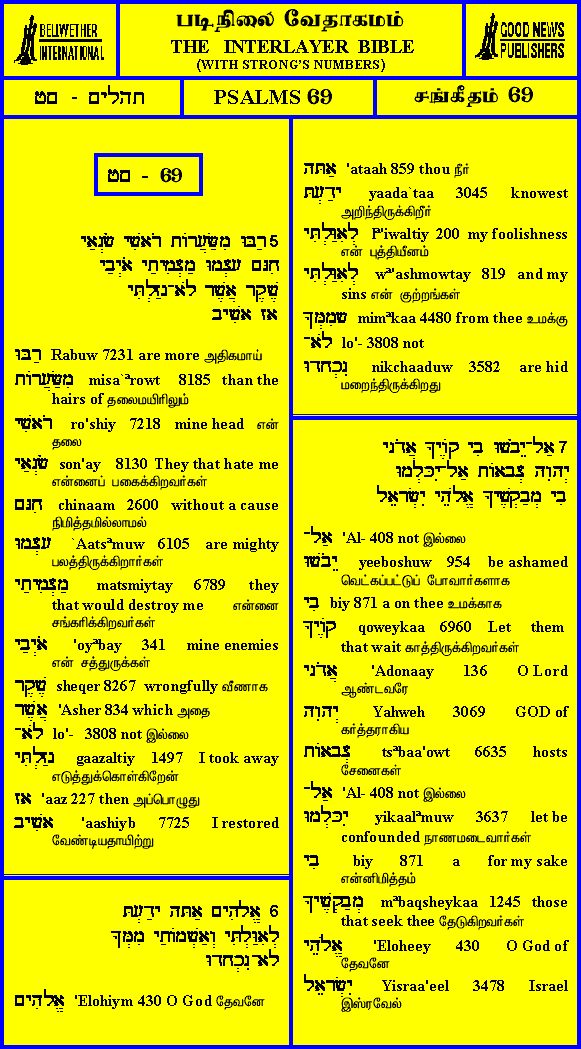 BELLWETHER
INTERNATIONAL
படிநிலை வேதாகமம்
THE INTERLAYER BIBLE
(WITH STRONG'S NUMBERS)
GOOD NEWS
PUBLISHERS
תהלים - סט
PSALMS 69
சங்கீதம் 69
סט - 69
5 רַבּוּ מִשַּׂעֲרוֹת רֹאשִׁי שֹׂנְאַי
חִנָּם עָצְמוּ מַצְמִיתַי אֹיְבַי
שֶׁקֶר אֲשֶׁר לֹא־גָזַלְתִּי
אָז אָשִׁיב
רַבּוּ Rabuw 7231 are more அதிகமாய்
מִשַּׂעֲרוֹת misa`ᵃrowt 8185 than the
hairs of தலைமயிரிலும்
רֹאשִׁי ro'shiy 7218 mine head என்
தலை
שֹׂנְאַי son'ay 8130 They that hate me
என்னைப் பகைக்கிறவர்கள்
חִנָּם chinaam 2600 without a cause
நிமித்தமில்லாமல்
עָצְמוּ `Aatsᵃmuw 6105 are mighty
பலத்திருக்கிறார்கள்
מַצְמִיתַי matsmiytay 6789 they
that would destroy me என்னை
சங்கரிக்கிறவர்கள்
אֹיְבַי 'oyᵃbay 341 mine enemies
என் சத்துருக்கள்
שֶׁקֶר sheqer 8267 wrongfully வீணாக
אֲשֶׁר 'Asher 834 which அதை
לֹא־ lo'- 3808 not இல்லை
גָזַלְתִּי gaazaltiy 1497 I took away
எடுத்துக்கொள்கிறேன்
אָז 'aaz 227 then அப்பொழுது
אָשִׁיב 'aashiyb 7725 I restored
வேண்டியதாயிற்று
6 אֱלֹהִים אַתָּה יָדַעְתָּ
לְאִוַּלְתִּי וְאַשְׁמוֹתַי מִמְּךָ
לֹא־נִכְחָדוּ
אֱלֹהִים 'Elohiym 430 O God தேவனே
אַתָּה 'ataah 859 thou நீர்
יָדַעְתָּ yaada`taa 3045 knowest
அறிந்திருக்கிறீர்
לְאִוַּלְתִּי l'iwaltiy 200 my foolishness
என் புத்தியீனம்
לְאִוַּלְתִּי wᵃ'ashmowtay 819 and my
sins என் குற்றங்கள்
mimᵃkaa 4480 from thee உமக்கு
לֹא־ lo'- 3808 not
נִכְחָדוּ nikchaaduw 3582 are hid
மறைந்திருக்கிறது
7 אַל־יֵבֹשׁוּ בִי קֹוֶיךָ אֲדֹנָי
יְהוִה צְבָאוֹת אַל־יִכָּלְמוּ
בִי מְבַקְשֶׁיךָ אֱלֹהֵי יִשְׂרָאֵל
אַל־ 'Al- 408 not இல்லை
יֵבֹשׁוּ yeeboshuw 954 be ashamed
வெட்கப்பட்டுப் போவார்களாக
בִי biy 871 a on thee உமக்காக
קֹוֶיךָ qoweykaa 6960 Let them
that wait காத்திருக்கிறவர்கள்
אֲדֹנָי 'Adonaay 136 O Lord
ஆண்டவரே
יְהוִה Yahweh 3069 GOD of
கர்த்தராகிய
צְבָאוֹת tsᵃbaa'owt 6635 hosts
சேனைகள்
אַל־ 'Al- 408 not இல்லை
יִכָּלְמוּ yikaalᵃmuw 3637 let be
confounded நாணமடைவார்கள்
בִי biy 871 a for my sake
என்னிமித்தம்
מְבַקְשֶׁיךָ mᵃbaqsheykaa 1245 those
that seek thee தேடுகிறவர்கள்
אֱלֹהֵי 'Eloheey 430 O God of
தேவனே
יִשְׂרָאֵל Yisraa'eel 3478 Israel
இஸ்ரவேல்